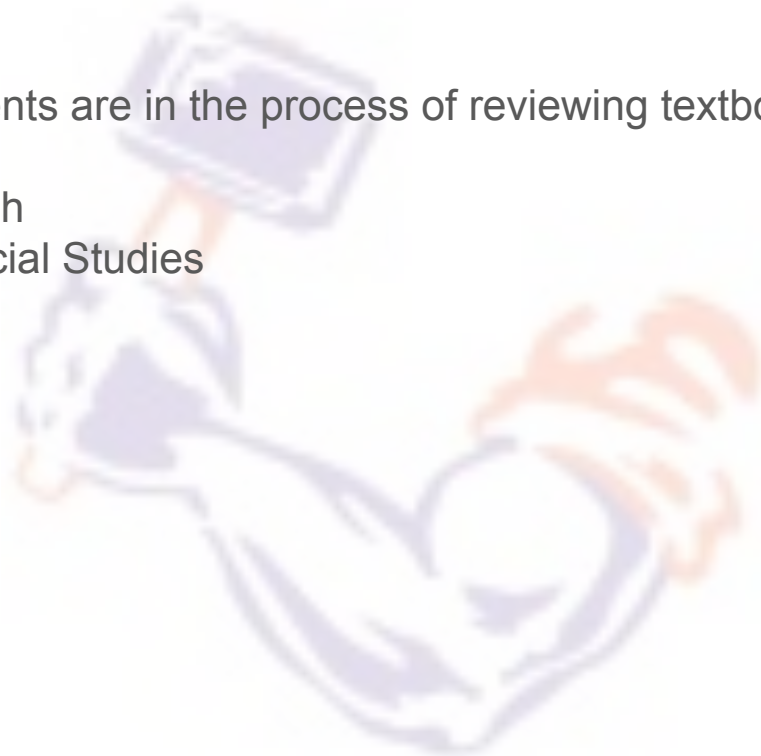 nts are in the process of reviewing textbo
h
cial Studies